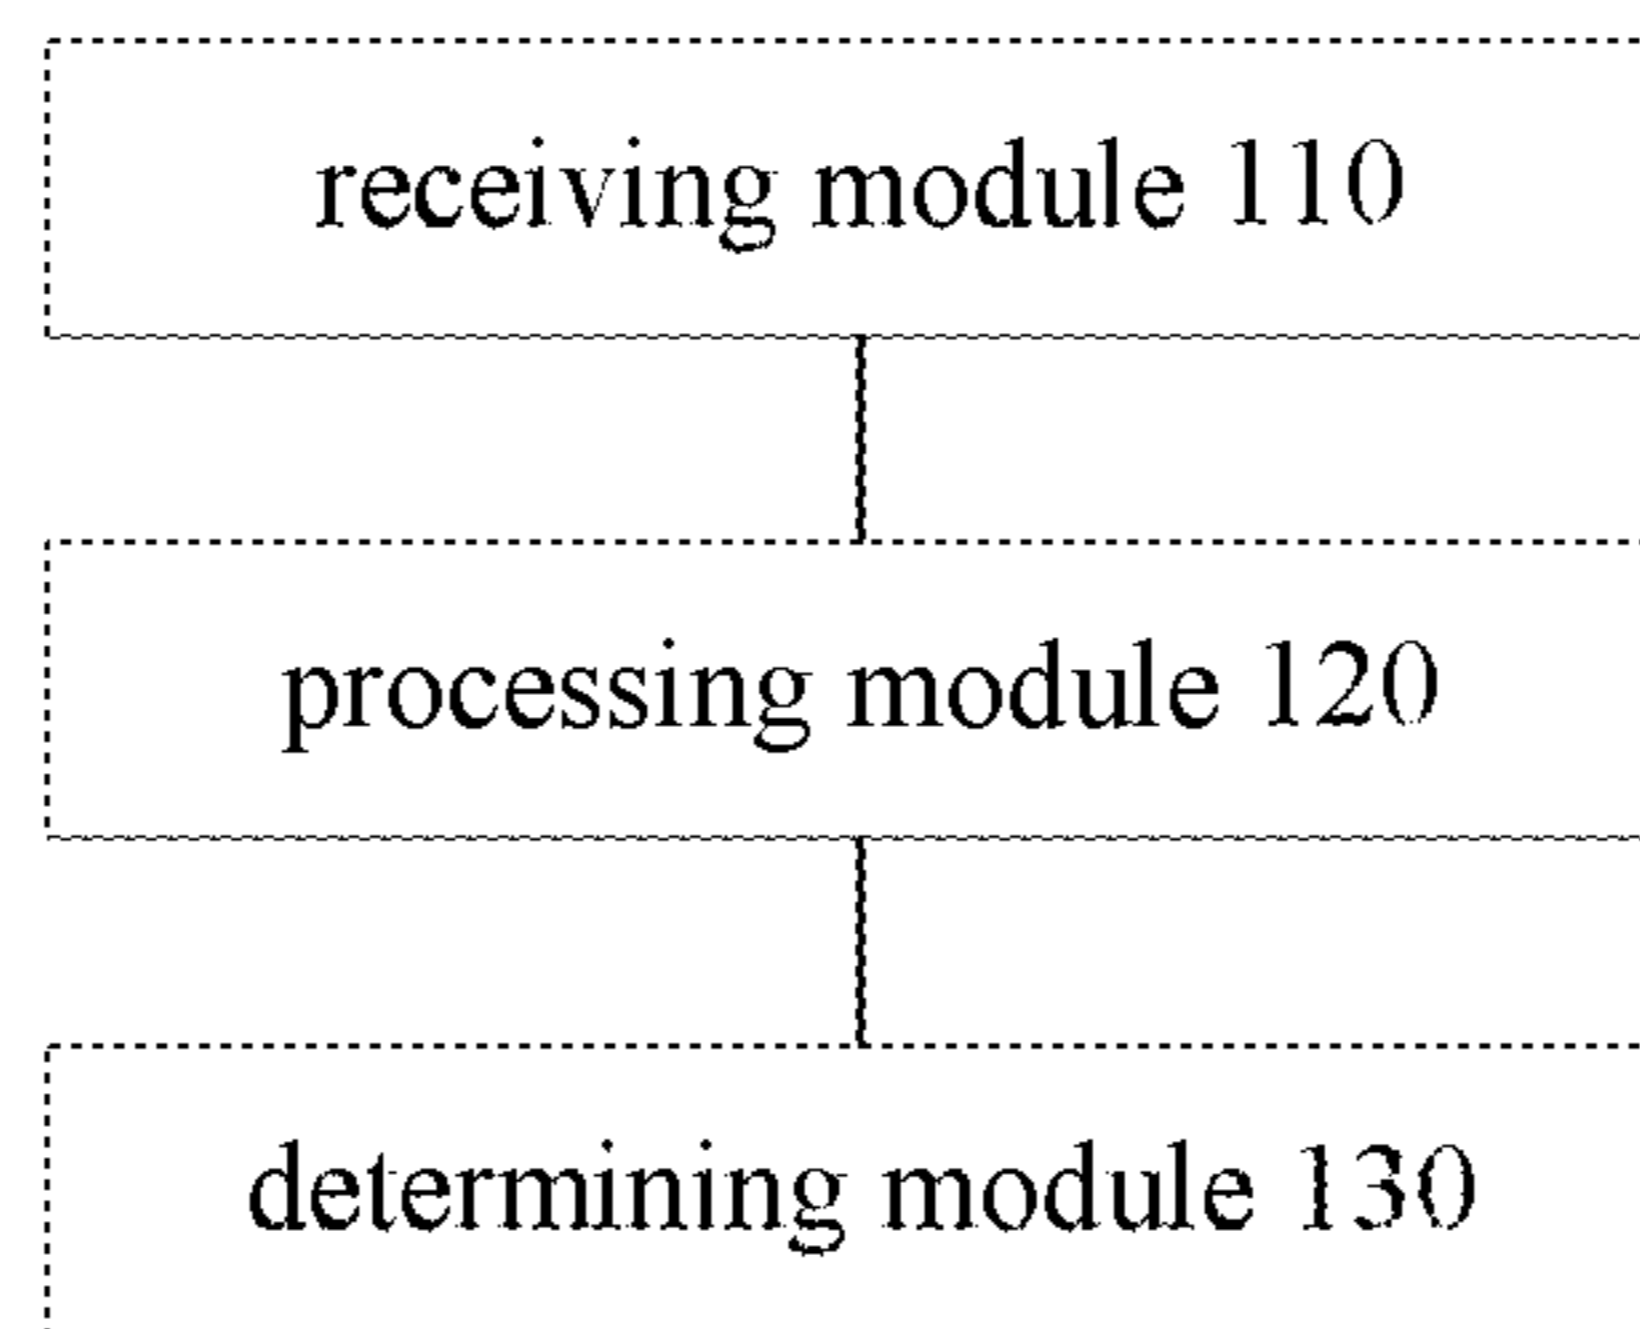 receiving module 110
processing module 120
determining module 130